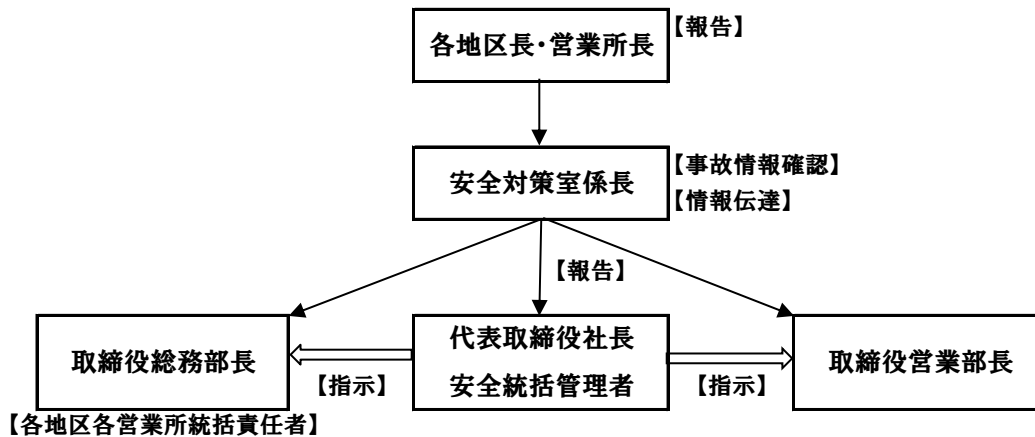 各地区長・営業所長
【報告】
安全対策室係長
【事故情報確認】
【情報伝達】
【報告】
取締役総務部長
代表取締役社長
安全統括管理者
取締役営業部長
【指示】
【指示】
【各地区各営業所統括責任者】